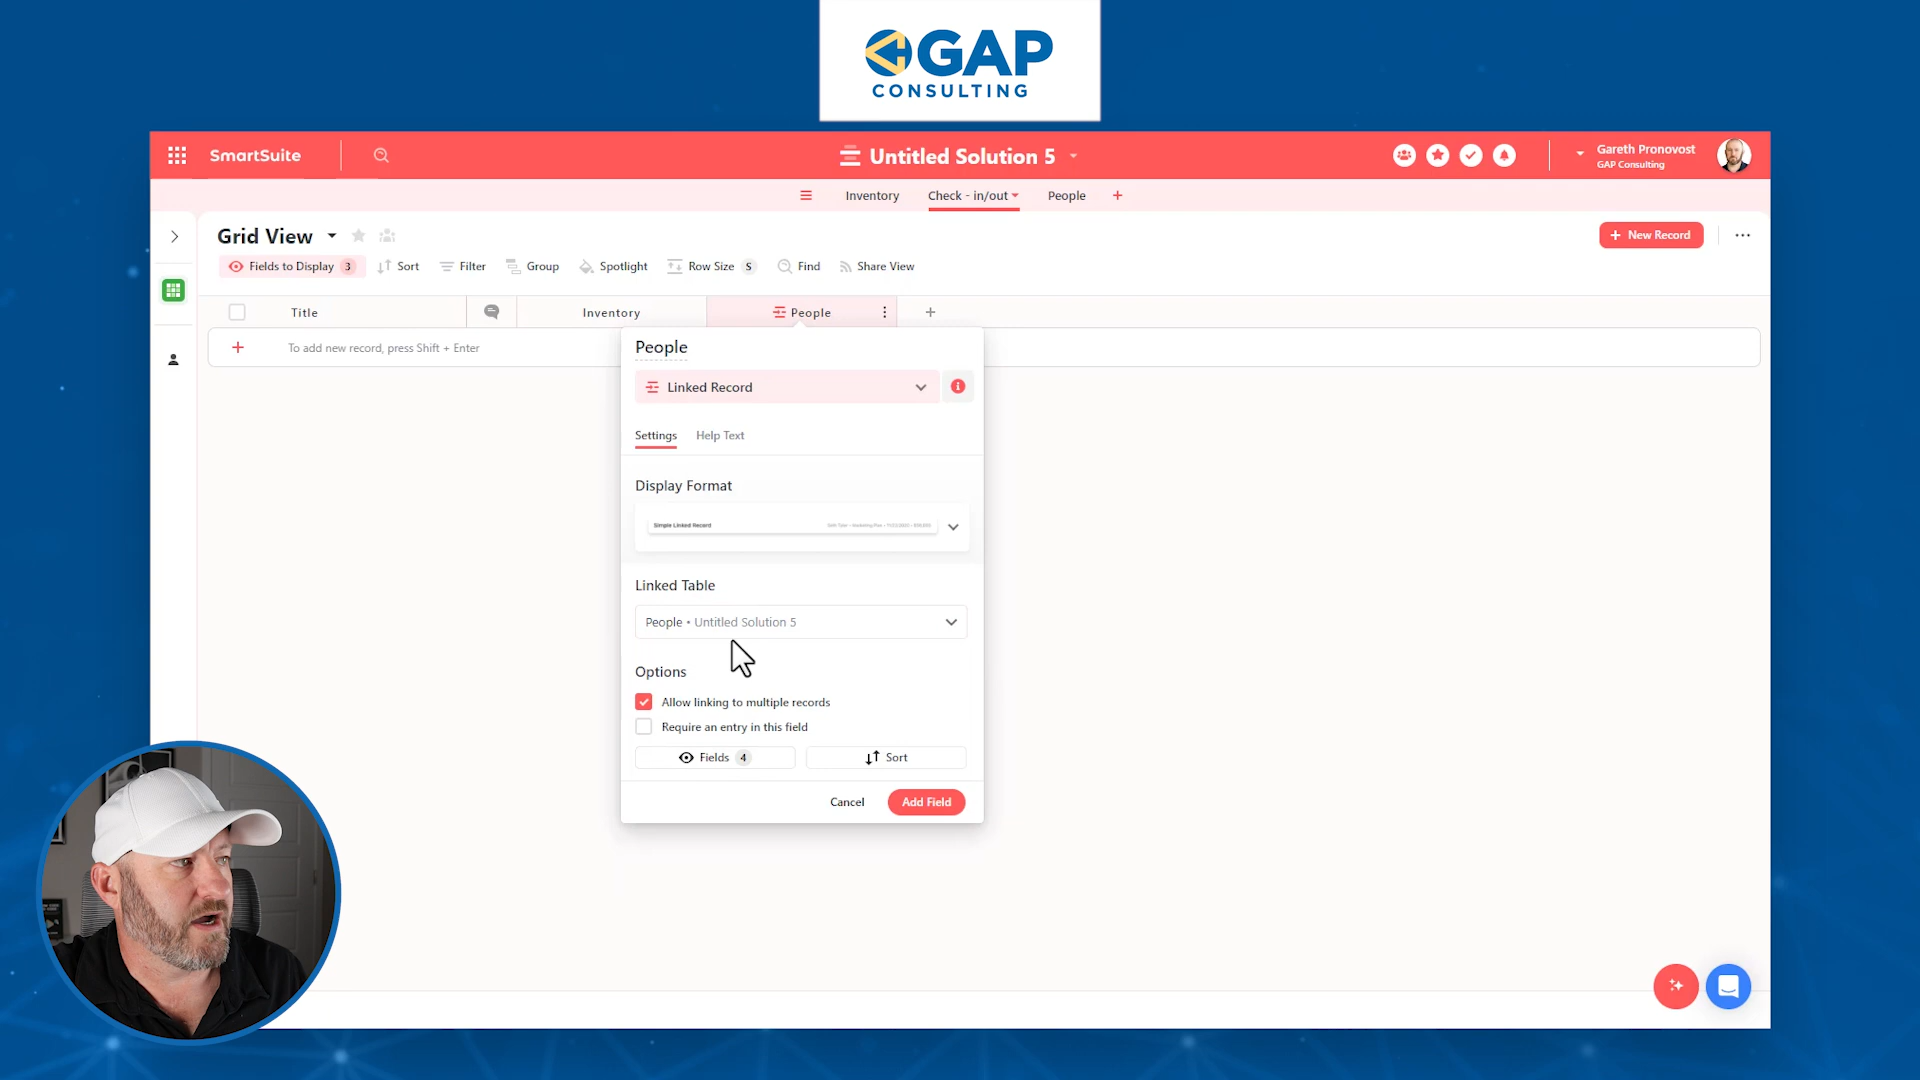 GAP
CONSULTING
SmartSuite
Untitled Solution 5
Gareth Pronovost
GAP Consulting
Inventory
Check - in/out
People
Grid View
New Record
Fields to Display 3
Sort
Filter
Group
Spotlight
Row Size S
Find
Share View
Title
Inventory
People
To add new record, press Shift + Enter
People
Linked Record
Settings
Help Text
Display Format
Simple Linked Record
Linked Table
People • Untitled Solution 5
Options
Allow linking to multiple records
Require an entry in this field
Fields 4
Sort
Cancel
Add Field